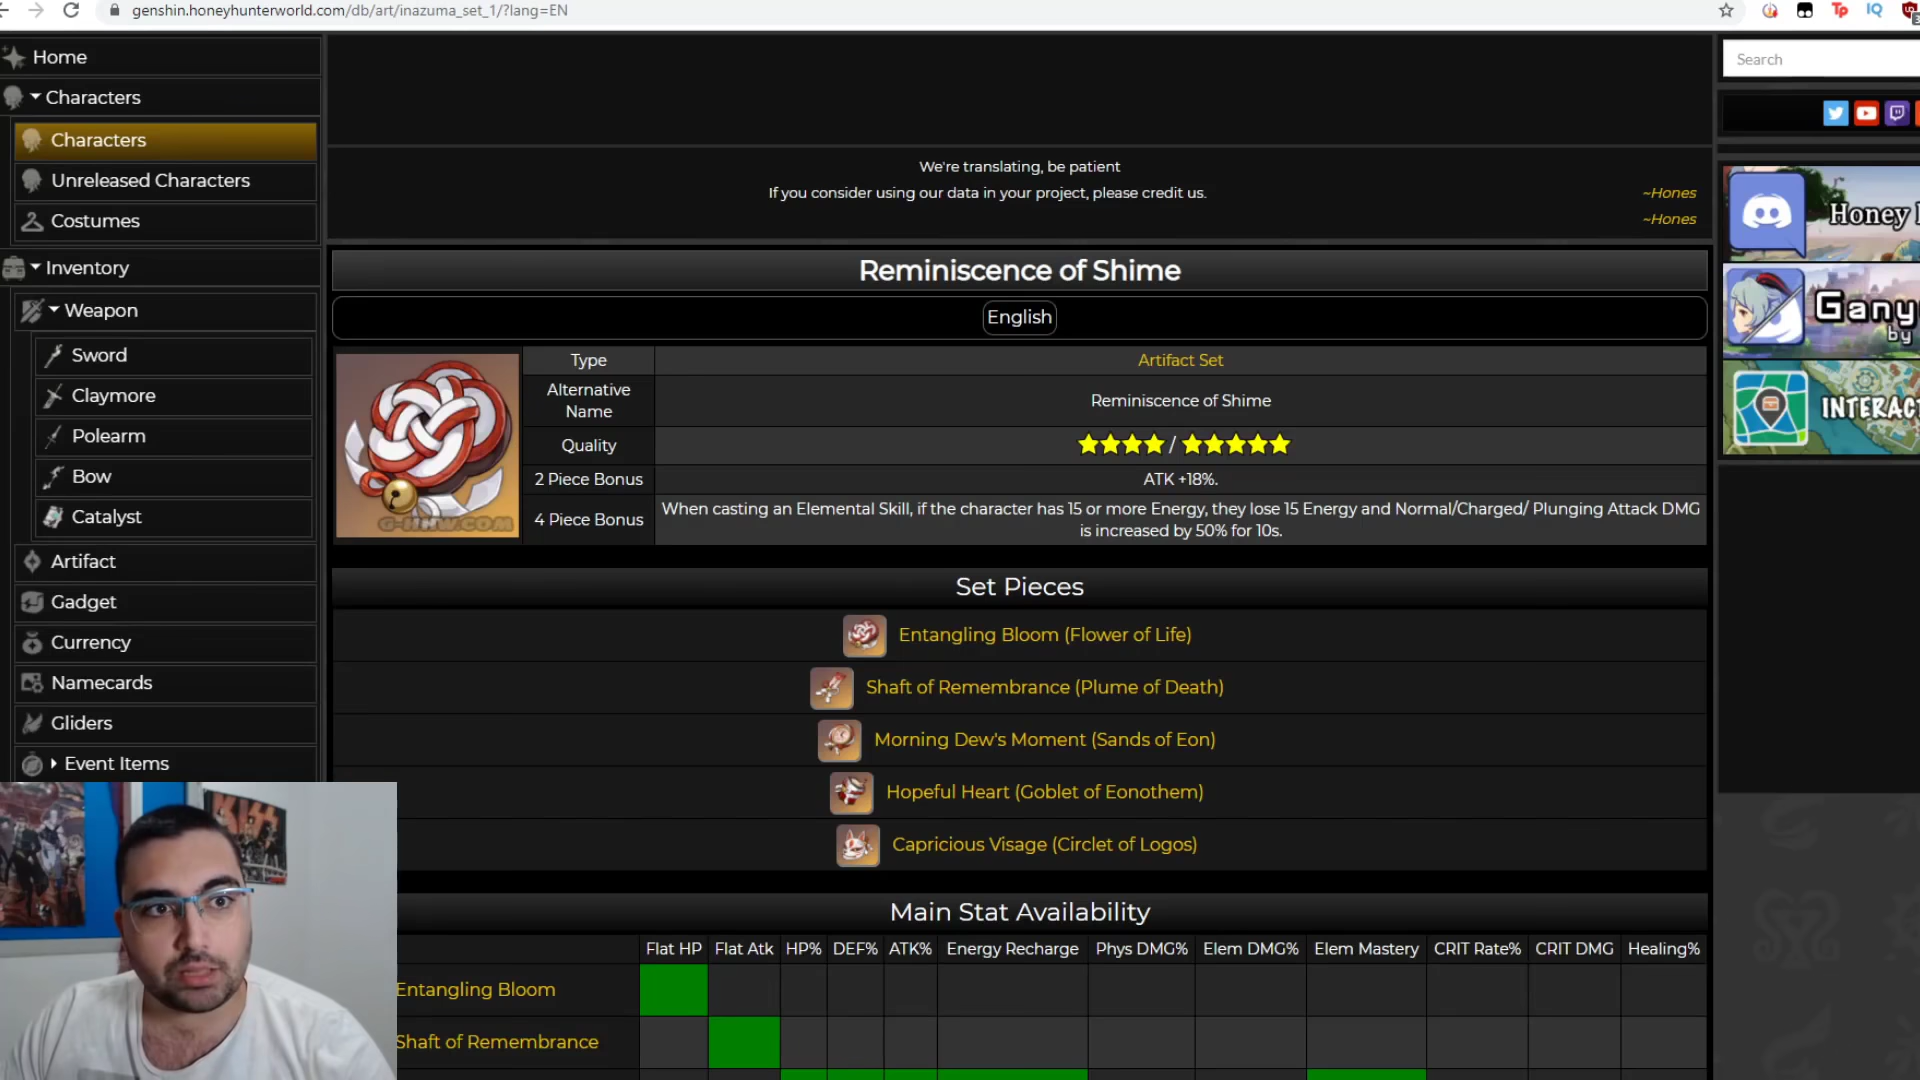 genshin.honeyhunterworld.com/db/art/inazuma_set_1/?lang=EN
Tp
IQ
Home
Characters
Characters
Unreleased Characters
Costumes
Inventory
Weapon
Sword
Claymore
Polearm
Bow
Catalyst
Artifact
Gadget
Currency
Namecards
Gliders
Event Items
We're translating, be patient
If you consider using our data in your project, please credit us.
~Hones
~Hones
Reminiscence of Shime
English
Type
Artifact Set
Alternative Name
Reminiscence of Shime
Quality
/
2 Piece Bonus
ATK +18%.
4 Piece Bonus
When casting an Elemental Skill, if the character has 15 or more Energy, they lose 15 Energy and Normal/Charged/ Plunging Attack DMG
is increased by 50% for 10s.
G-HHW.COM
Set Pieces
Entangling Bloom (Flower of Life)
Shaft of Remembrance (Plume of Death)
Morning Dew's Moment (Sands of Eon)
Hopeful Heart (Goblet of Eonothem)
Capricious Visage (Circlet of Logos)
Main Stat Availability
Flat HP Flat Atk HP% DEF% ATK% Energy Recharge Phys DMG% Elem DMG% Elem Mastery CRIT Rate% CRIT DMG Healing%
Entangling Bloom
Shaft of Remembrance
Search
Honey
Gany
by
INTERAC
KISS